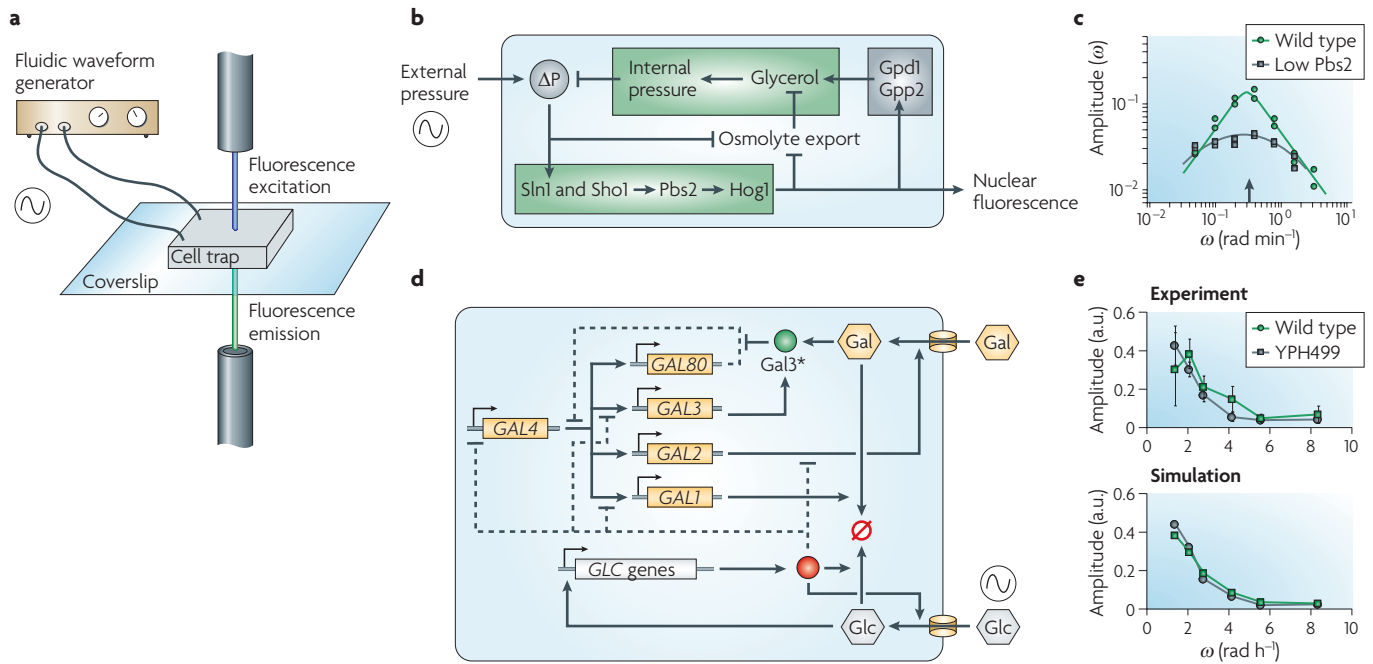 a
Fluidic waveform
generator
Fluorescence
excitation
Cell trap
Coverslip
Fluorescence
emission
b
External
pressure
ΔP
Internal
pressure
Glycerol
Gpd1
Gpp2
Osmolyte export
Sln1 and Sho1
Pbs2
Hog1
Nuclear
fluorescence
c
Wild type
Low Pbs2
Amplitude (ω)
10⁻¹
10⁻²
10⁻² 10⁻¹ 10⁰ 10¹
ω (rad min⁻¹)
d
GAL4
GAL80
GAL3
GAL2
GAL1
GLC genes
Gal3*
Gal
Gal
Glc
Glc
e
Experiment
Wild type
YPH499
Amplitude (a.u.)
0.6
0.4
0.2
0
0 2 4 6 8 10
Simulation
Amplitude (a.u.)
0.6
0.4
0.2
0
0 2 4 6 8 10
ω (rad h⁻¹)